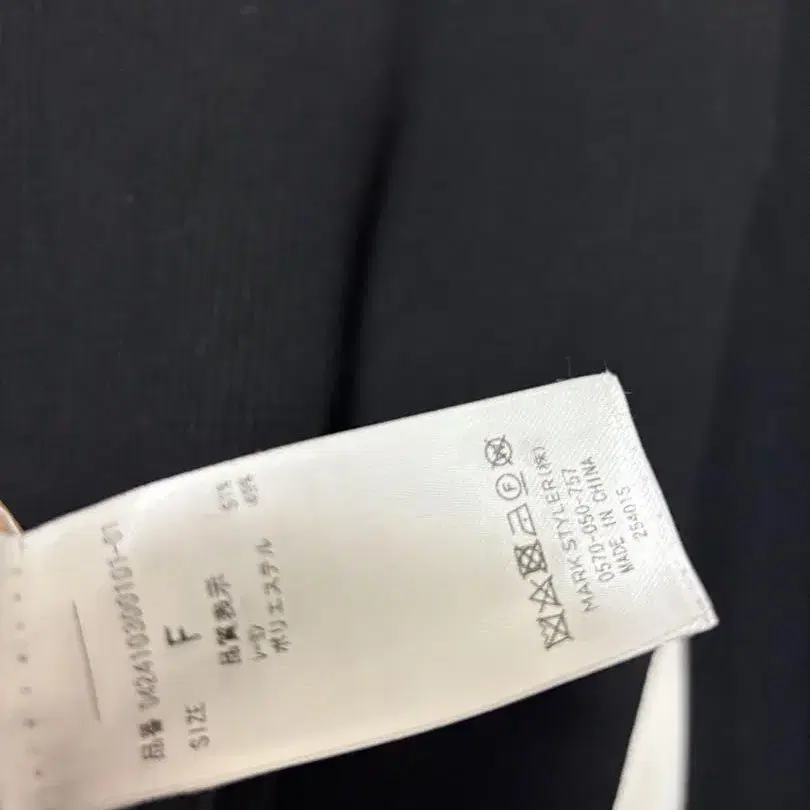 品番
SIZE F
品質表示
レーヨン
ポリエステル
MARK STYLER(株)
0570-050-757
MADE IN CHINA
254015